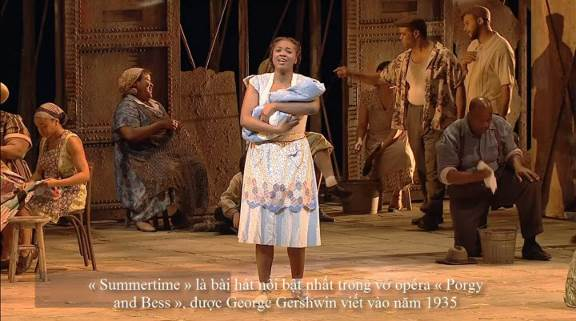 « Summertime » là bài hát nổi bật nhất trong vở opéra « Porgy
and Bess », được George Gershwin viết vào năm 1935